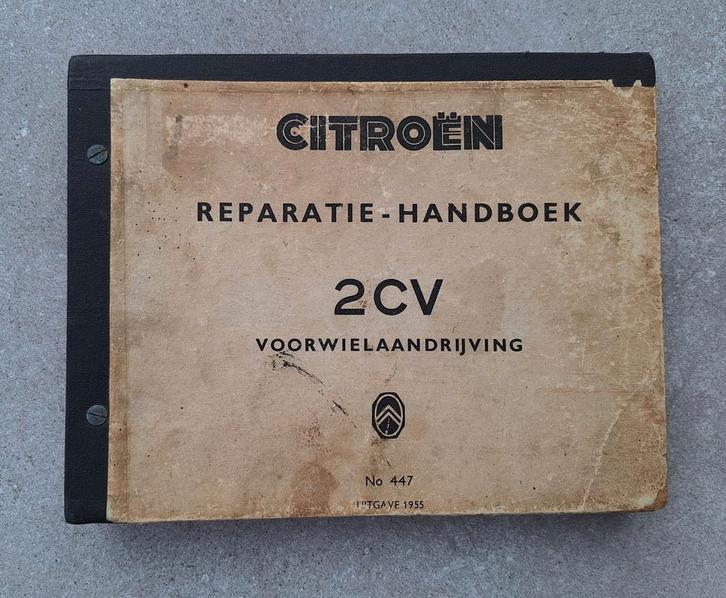 CITROËN
REPARATIE-HANDBOEK
2CV
VOORWIELAANDRIJVING
No 447
UITGAVE 1955